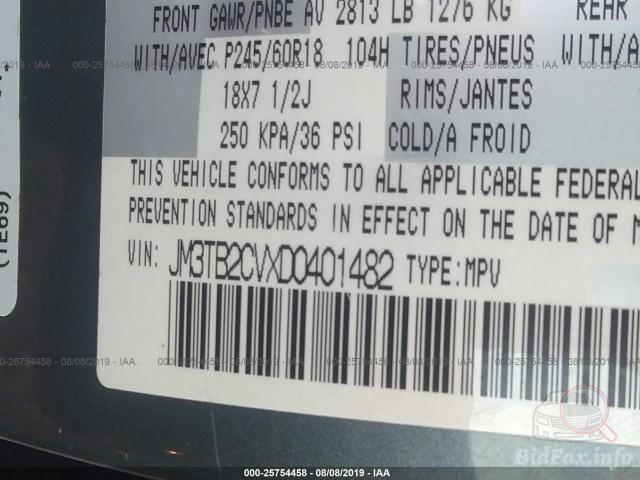 FRONT GAWR/PNBE AV 2813 LB 1276 KG REAR
WITH/AVEC P245/60R18 104H TIRES/PNEUS WITH/A
18X7 1/2J RIMS/JANTES
250 KPA/36 PSI COLD/A FROID
THIS VEHICLE CONFORMS TO ALL APPLICABLE FEDERAL
PREVENTION STANDARDS IN EFFECT ON THE DATE OF M
VIN: JM3TB2CVXD0401482 TYPE:MPV
(TE69)
000-25754458 - 08/08/2019 - IAA
BidFax.info